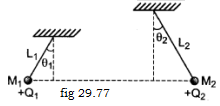 L₁ θ₁ θ₂ L₂
M₁ M₂
+Q₁ fig 29.77 +Q₂